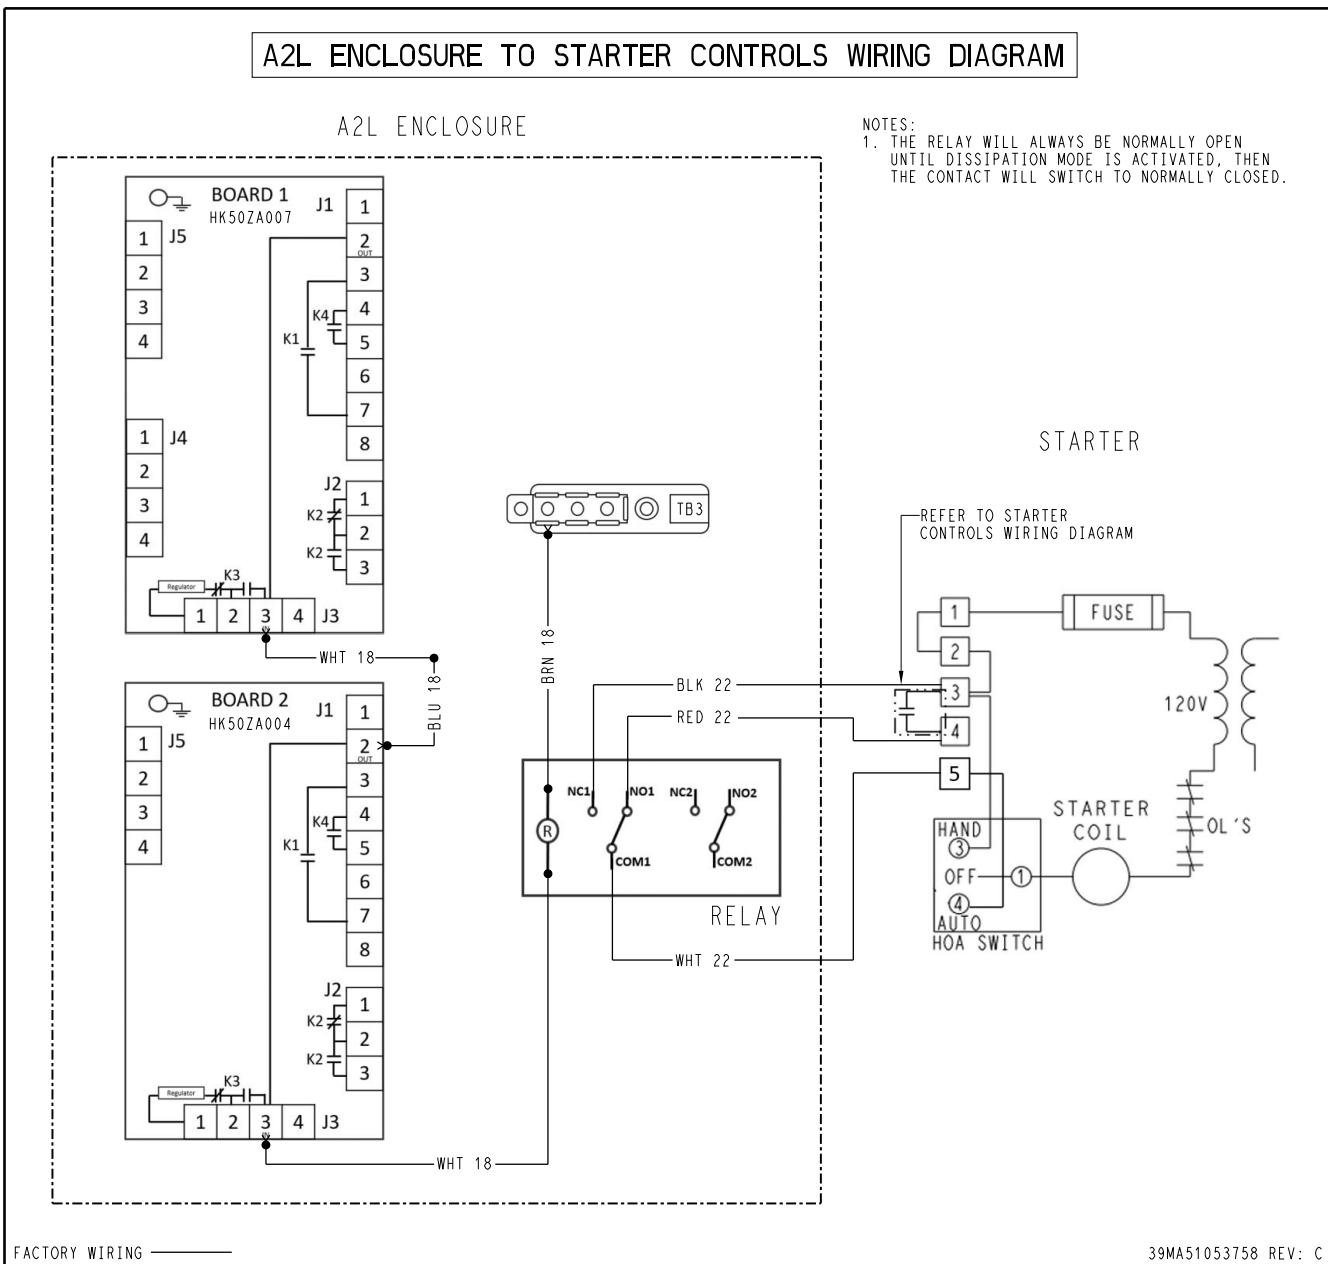 A2L ENCLOSURE TO STARTER CONTROLS WIRING DIAGRAM
A2L ENCLOSURE
NOTES:
1. THE RELAY WILL ALWAYS BE NORMALLY OPEN
UNTIL DISSIPATION MODE IS ACTIVATED, THEN
THE CONTACT WILL SWITCH TO NORMALLY CLOSED.
BOARD 1
HK50ZA007
J1
1
2
OUT
3
4
5
6
7
8
J5
1
2
3
4
K4
K1
J4
1
2
3
4
J2
1
2
3
K2
K2
Regulator
K3
1
2
3
IN
4
J3
WHT 18
BLU 18
BOARD 2
HK50ZA004
J1
1
2
OUT
3
4
5
6
7
8
J5
1
2
3
4
K4
K1
J2
1
2
3
K2
K2
Regulator
K3
1
2
3
IN
4
J3
WHT 18
TB3
BRN 18
BLK 22
RED 22
NC1
NO1
NC2
NO2
R
COM1
COM2
RELAY
WHT 22
STARTER
REFER TO STARTER
CONTROLS WIRING DIAGRAM
1
2
3
4
5
FUSE
120V
STARTER
COIL
OL'S
HAND
3
OFF
1
4
AUTO
HOA SWITCH
FACTORY WIRING
39MA51053758 REV: C